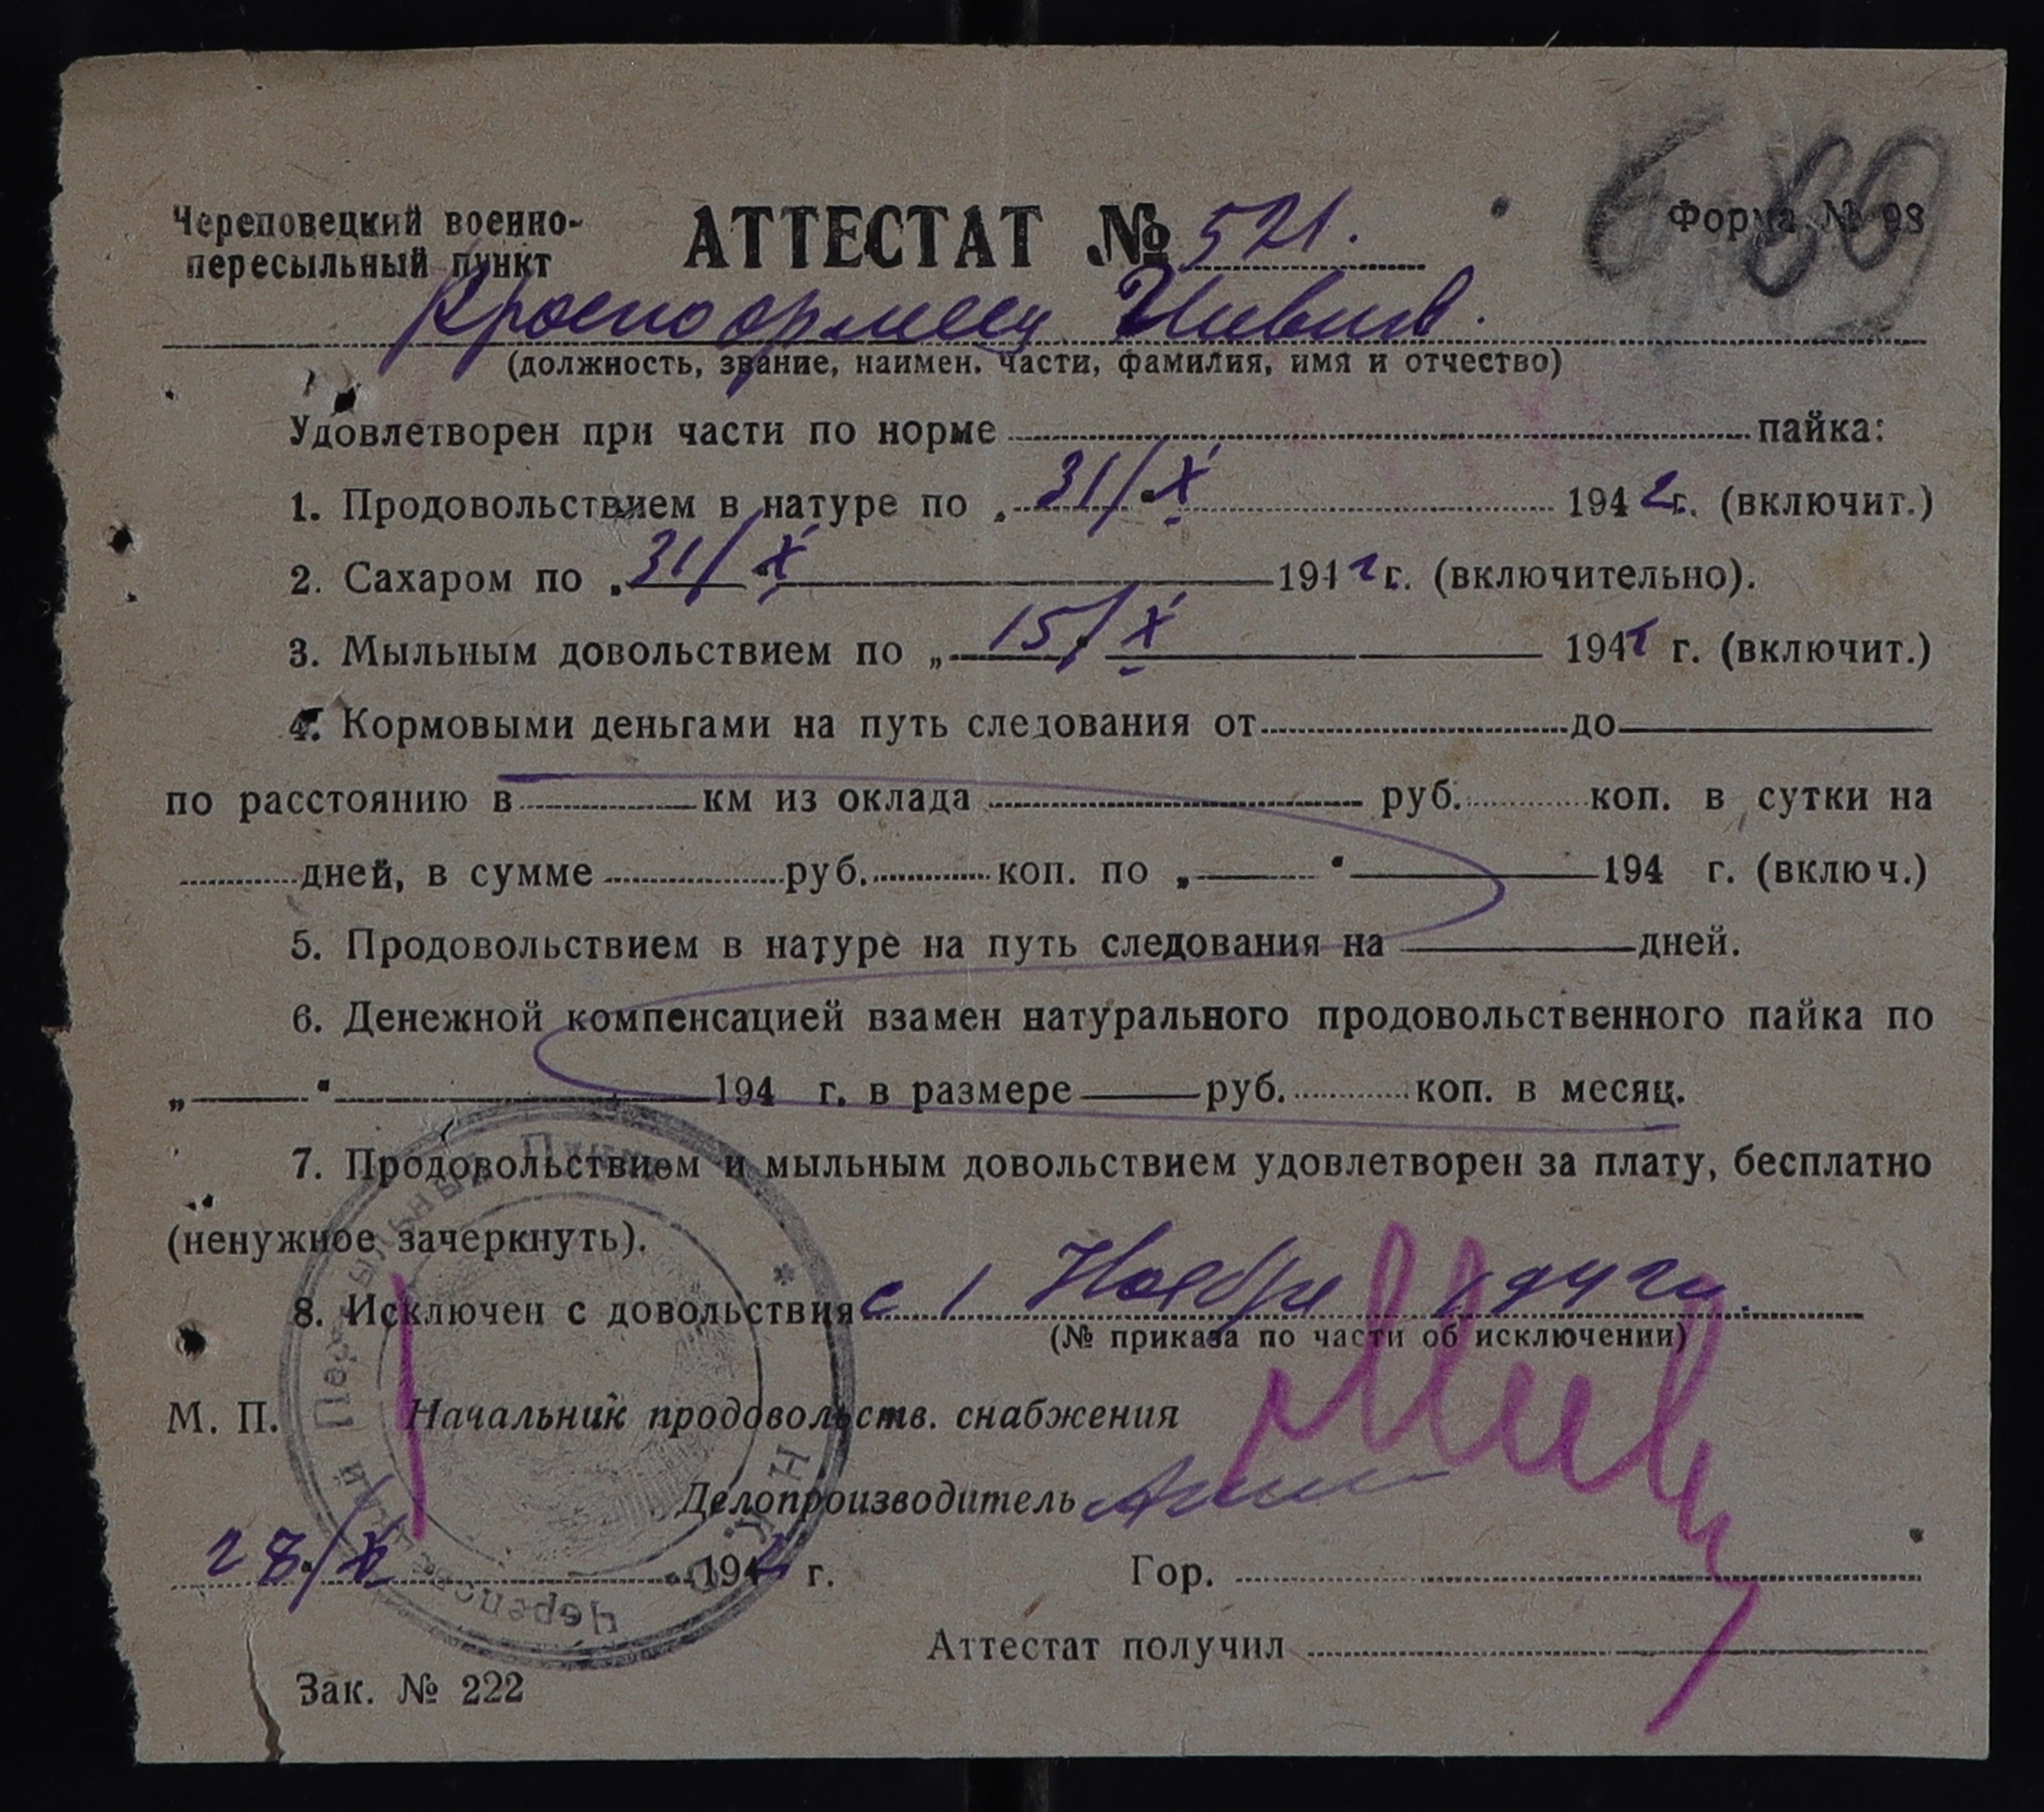 Череповецкий военно-
пересыльный пункт
АТТЕСТАТ № 521.
Форма № 93
Красноармеец
(должность, звание, наимен. части, фамилия, имя и отчество)
Удовлетворен при части по норме пайка:
1. Продовольствием в натуре по „31/X 1942 г. (включит.)
2. Сахаром по „31/X 1942 г. (включительно).
3. Мыльным довольствием по „15/X 1942 г. (включит.)
4. Кормовыми деньгами на путь следования от до
по расстоянию в км из оклада руб. коп. в сутки на
дней, в сумме руб. коп. по „ “ 194 г. (включ.)
5. Продовольствием в натуре на путь следования на дней.
6. Денежной компенсацией взамен натурального продовольственного пайка по
„ “ 194 г. в размере руб. коп. в месяц.
7. Продовольствием и мыльным довольствием удовлетворен за плату, бесплатно
(ненужное зачеркнуть).
8. Исключен с довольствия с 1 Ноября 1942 г.
(№ приказа по части об исключении)
М. П. Начальник продовольств. снабжения
Делопроизводитель
28/X 1942 г. Гор.
Аттестат получил
Зак. № 222